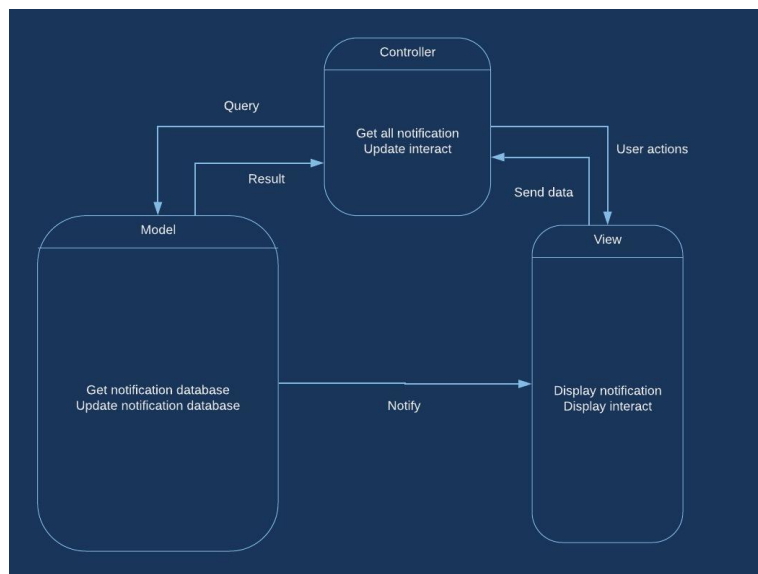 Controller
Query
Get all notification
Update interact
User actions
Result
Send data
Model
View
Get notification database
Update notification database
Display notification
Display interact
Notify